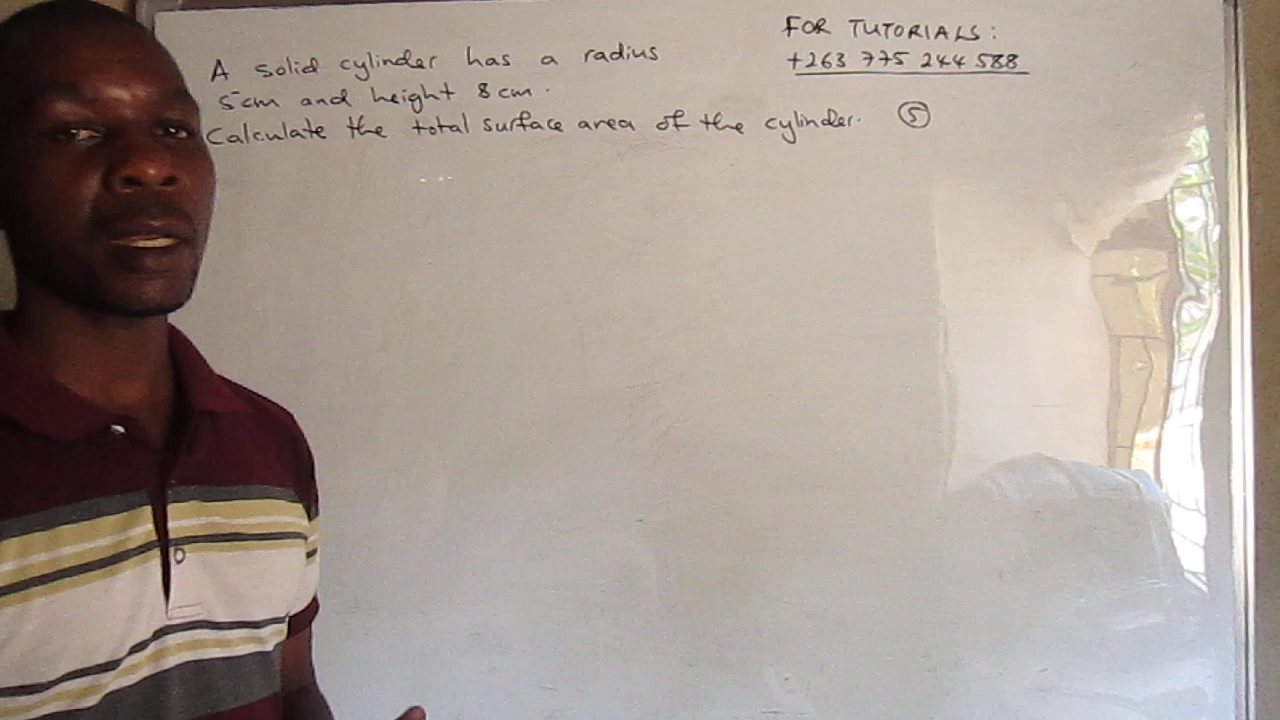 A solid cylinder has a radius
5cm and height 8cm.
Calculate the total surface area of the cylinder. 5
FOR TUTORIALS:
+263 775 244 588